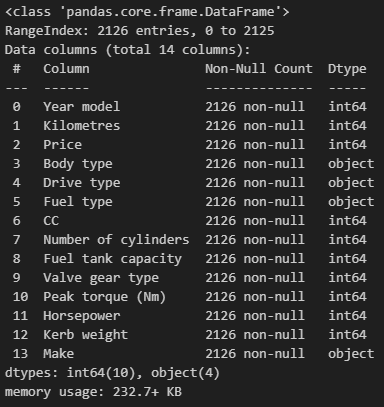 <class 'pandas.core.frame.DataFrame'>
RangeIndex: 2126 entries, 0 to 2125
Data columns (total 14 columns):
 #   Column               Non-Null Count  Dtype
---  ------               --------------  -----
 0   Year model           2126 non-null   int64
 1   Kilometres           2126 non-null   int64
 2   Price                2126 non-null   int64
 3   Body type            2126 non-null   object
 4   Drive type           2126 non-null   object
 5   Fuel type            2126 non-null   object
 6   CC                   2126 non-null   int64
 7   Number of cylinders  2126 non-null   int64
 8   Fuel tank capacity   2126 non-null   int64
 9   Valve gear type      2126 non-null   int64
 10  Peak torque (Nm)     2126 non-null   int64
 11  Horsepower           2126 non-null   int64
 12  Kerb weight          2126 non-null   int64
 13  Make                 2126 non-null   object
dtypes: int64(10), object(4)
memory usage: 232.7+ KB